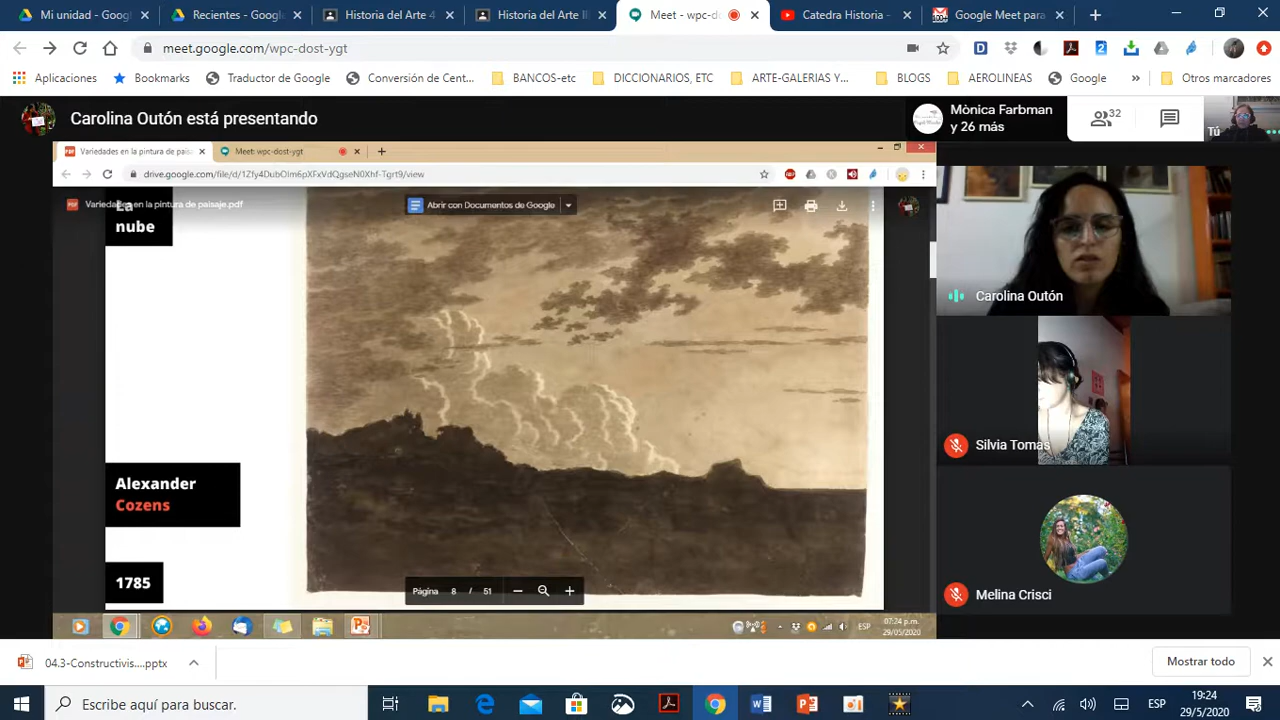 Mi unidad - Googl
Recientes - Google
Historia del Arte 4
Historia del Arte II
Meet - wpc-do
Catedra Historia -
Google Meet para
meet.google.com/wpc-dost-ygt
Aplicaciones
Bookmarks
Traductor de Google
Conversión de Cent...
BANCOS-etc
DICCIONARIOS, ETC
ARTE-GALERIAS Y...
BLOGS
AEROLINEAS
Google
»
Otros marcadores
Carolina Outón está presentando
Mònica Farbman
y 26 más
32
Tú
Variedades en la pintura de paisa
Meet: wpc-dost-ygt
drive.google.com/file/d/1Zfy4DubOlm6pXFxVdQgseN0Xhf-Tgrt9/view
Variedades en la pintura de paisaje.pdf
Abrir con Documentos de Google
La
nube
Alexander
Cozens
1785
Página 8 / 51
Carolina Outón
Silvia Tomas
Melina Crisci
ESP
07:24 p.m.
29/05/2020
04.3-Constructivis....pptx
Mostrar todo
Escribe aquí para buscar.
ESP
19:24
29/5/2020